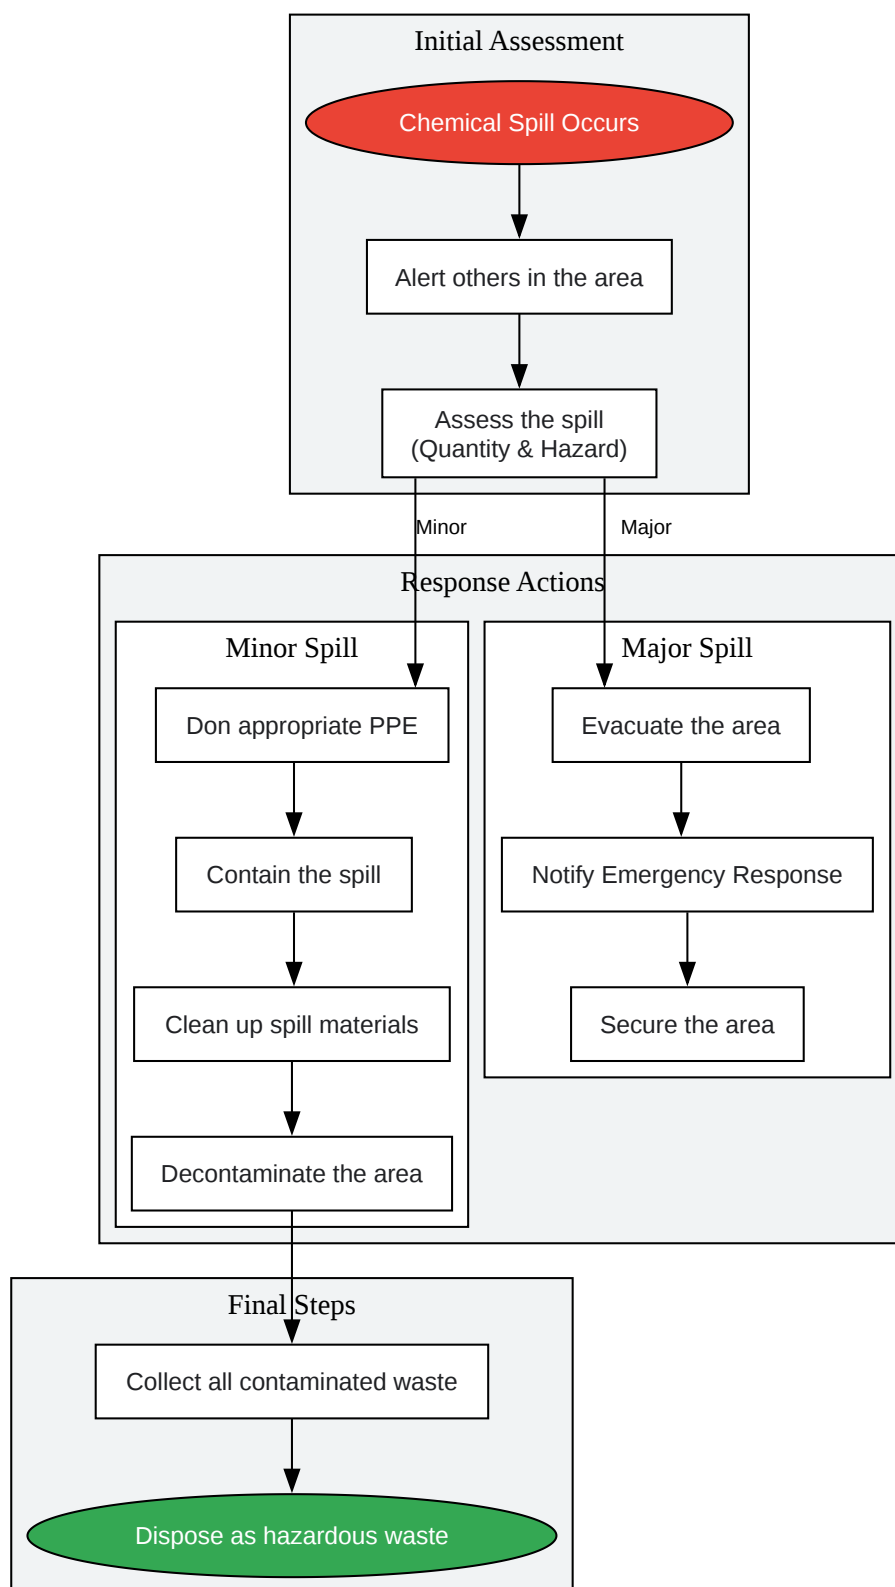 Initial Assessment
Chemical Spill Occurs
Alert others in the area
Assess the spill
(Quantity & Hazard)
Minor
Major
Response Actions
Minor Spill
Don appropriate PPE
Contain the spill
Clean up spill materials
Decontaminate the area
Major Spill
Evacuate the area
Notify Emergency Response
Secure the area
Final Steps
Collect all contaminated waste
Dispose as hazardous waste